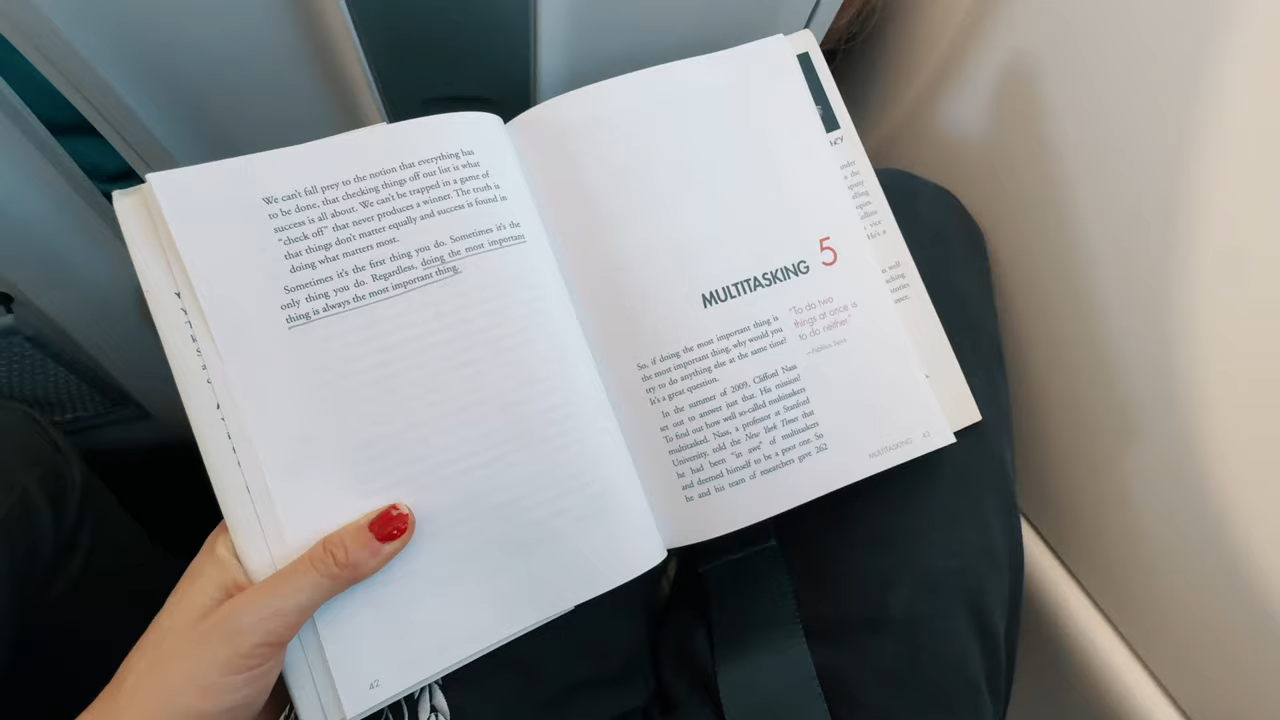 We can't fall prey to the notion that everything has
to be done, that checking things off our list is what
success is all about. We can't be trapped in a game of
"check off" that never produces a winner. The truth is
that things don't matter equally and success is found in
doing what matters most.
Sometimes it's the first thing you do. Sometimes it's the
only thing you do. Regardless, doing the most important
thing is always the most important thing.
42
5
MULTITASKING
"To do two
things at once is
to do neither."
—Publilius Syrus
So, if doing the most important thing is
the most important thing, why would you
try to do anything else at the same time?
It's a great question.
In the summer of 2009, Clifford Nass
set out to answer just that. His mission?
To find out how well so-called multitaskers
multitasked. Nass, a professor at Stanford
University, told the New York Times that
he had been "in awe" of multitaskers
and deemed himself to be a poor one. So
he and his team of researchers gave 262
MULTITASKING 43